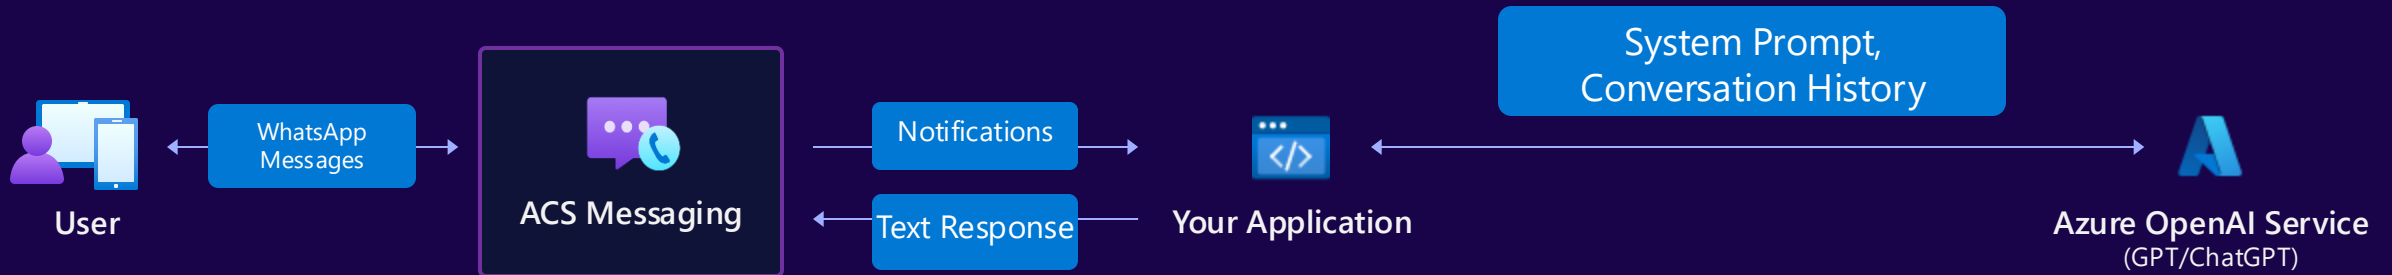 System Prompt,
Conversation History
WhatsApp
Messages
Notifications
Text Response
User
ACS Messaging
Your Application
Azure OpenAI Service
(GPT/ChatGPT)